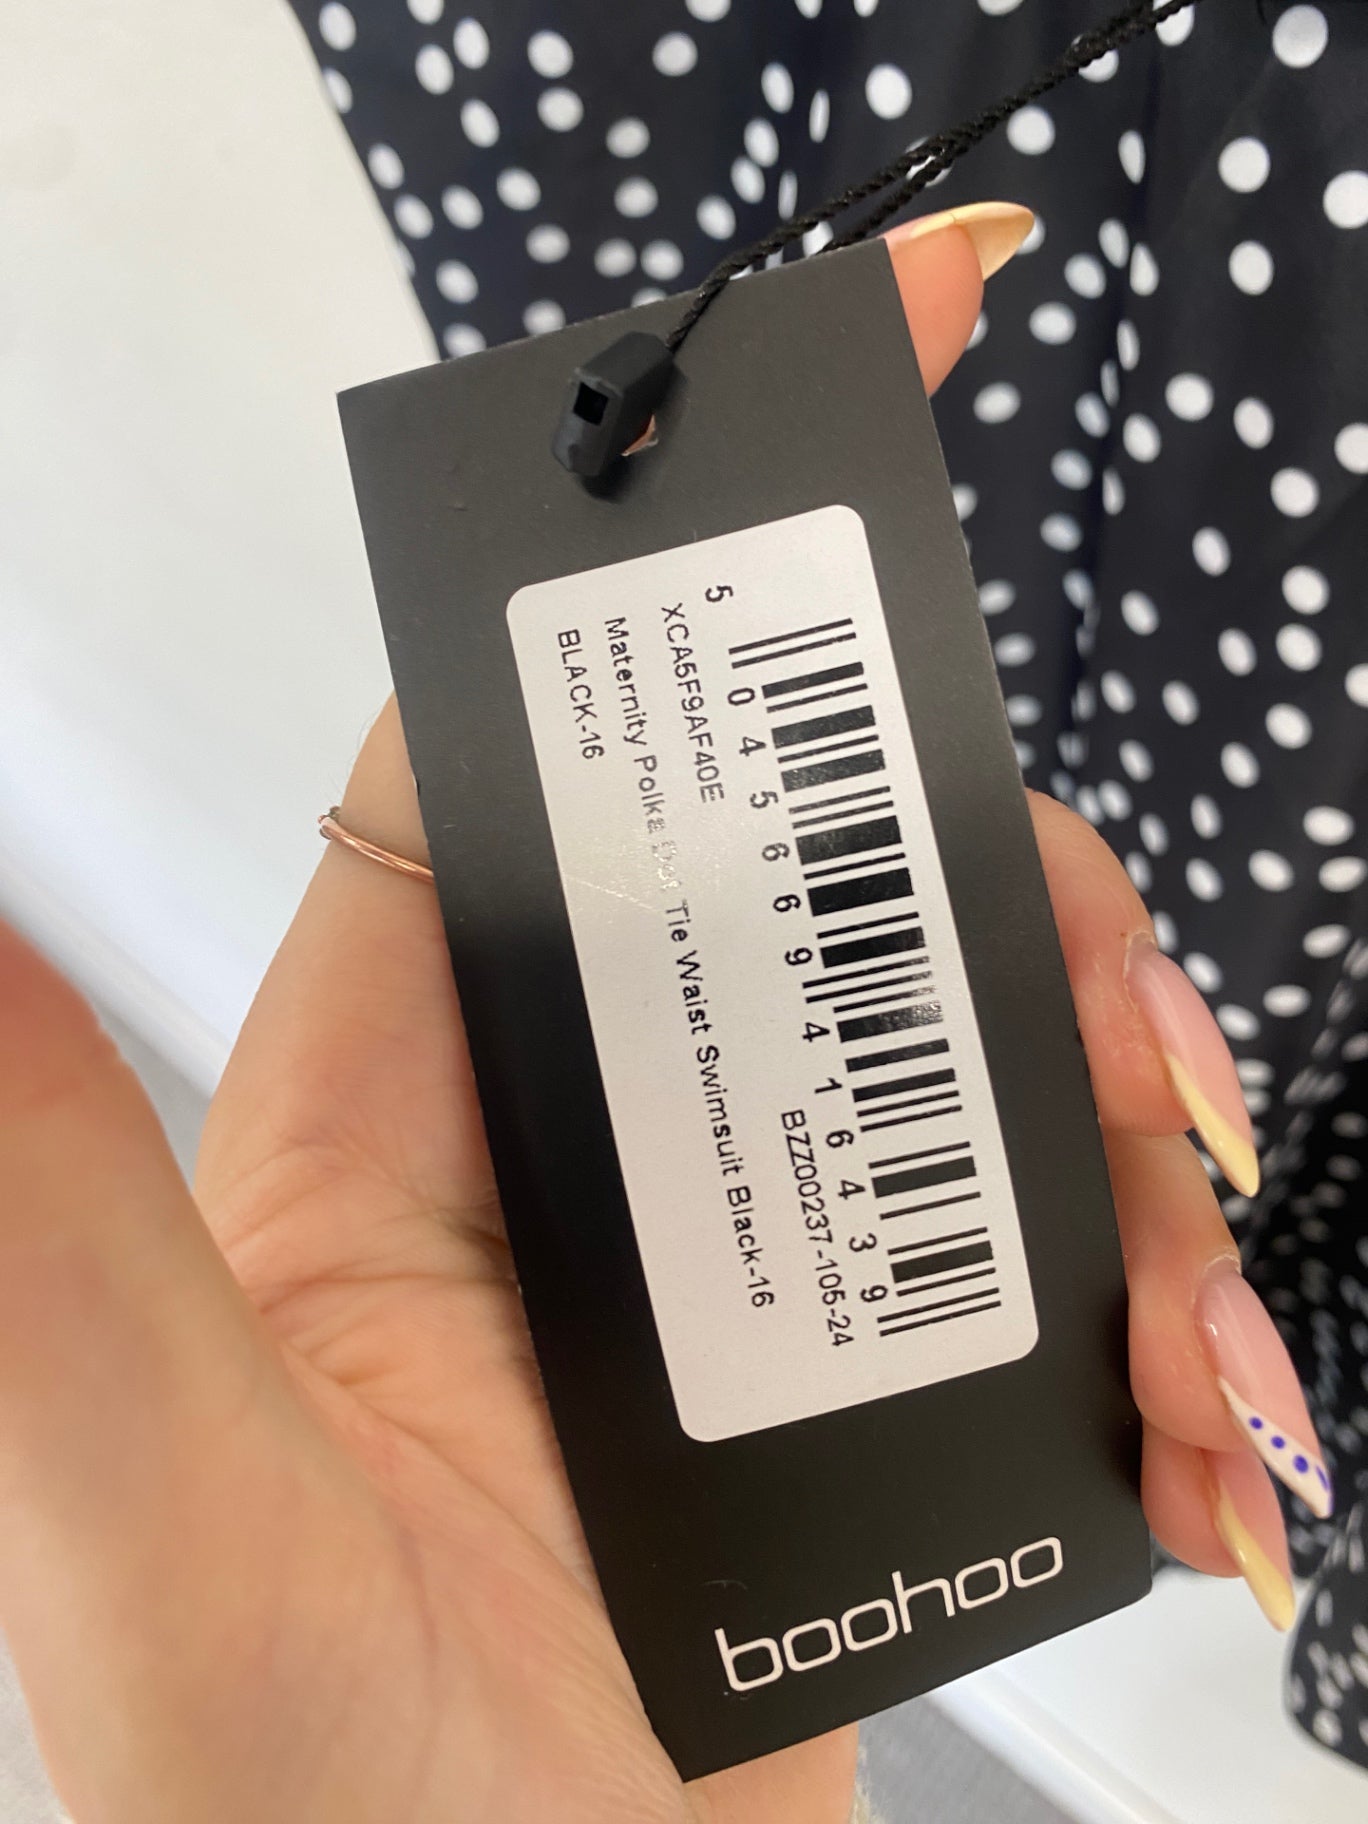 5 045669 416439
BZZ00237-105-24
XCA5F9AF40E
Maternity Polka Dot Tie Waist Swimsuit Black-16
BLACK-16
boohoo